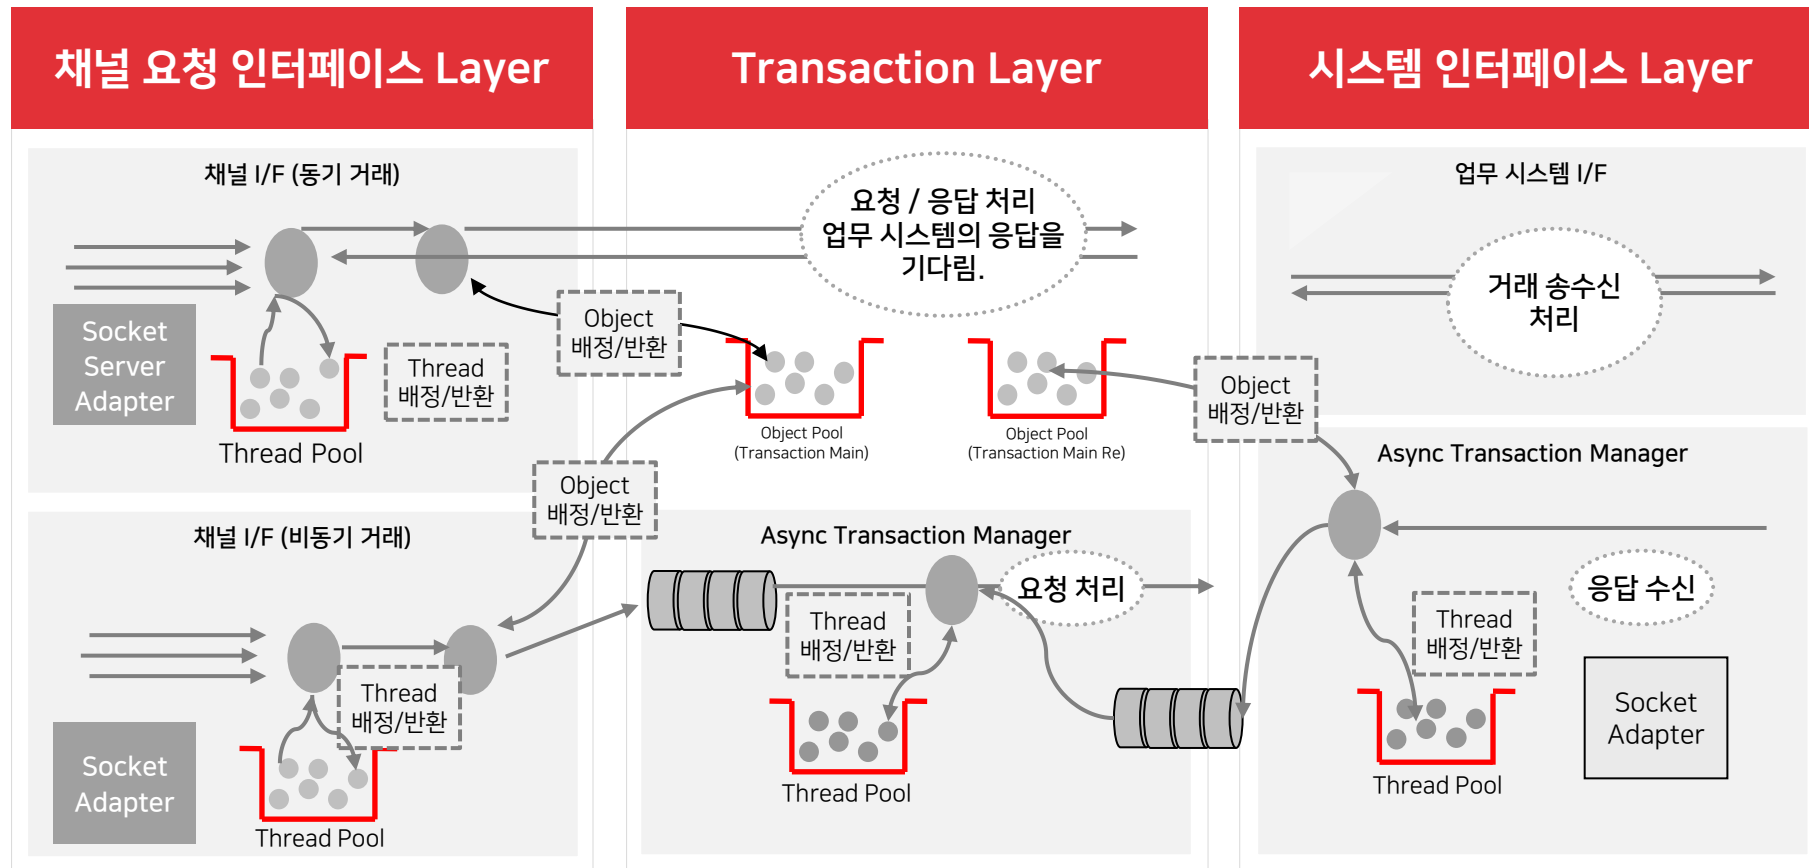 채널 요청 인터페이스 Layer
Transaction Layer
시스템 인터페이스 Layer
채널 I/F (동기 거래)
Socket
Server
Adapter
Thread
배정/반환
Thread Pool
Object
배정/반환
채널 I/F (비동기 거래)
Socket
Adapter
Thread
배정/반환
Thread Pool
Object
배정/반환
요청 / 응답 처리
업무 시스템의 응답을
기다림.
Object Pool
(Transaction Main)
Object Pool
(Transaction Main Re)
Async Transaction Manager
요청 처리
Thread
배정/반환
Thread Pool
업무 시스템 I/F
거래 송수신
처리
Object
배정/반환
Async Transaction Manager
응답 수신
Thread
배정/반환
Socket
Adapter
Thread Pool